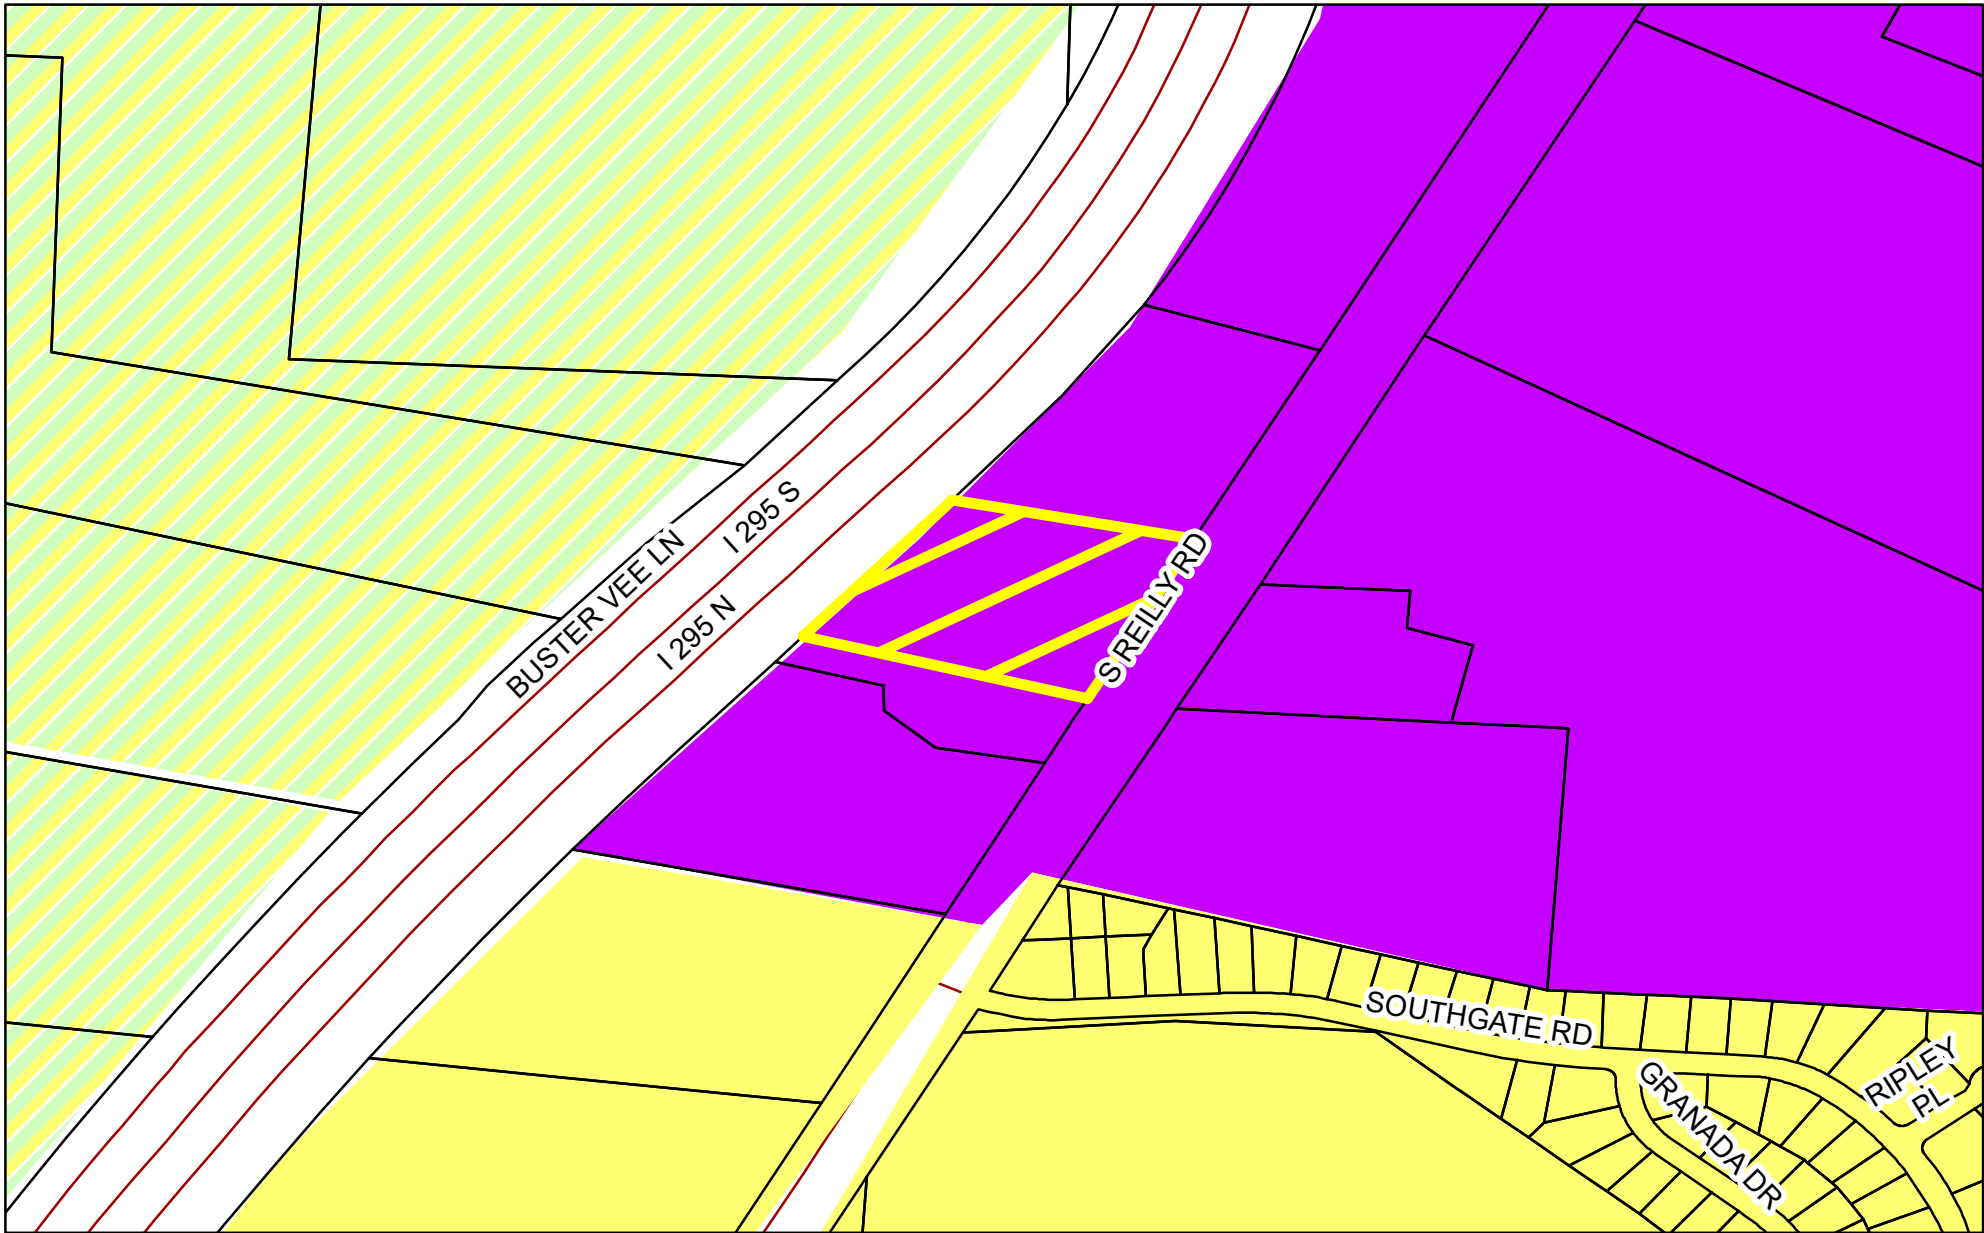 I 295 S
BUSTER VEE LN
I 295 N
S REILLY RD
SOUTHGATE RD
GRANADA DR
RIPLEY
PL